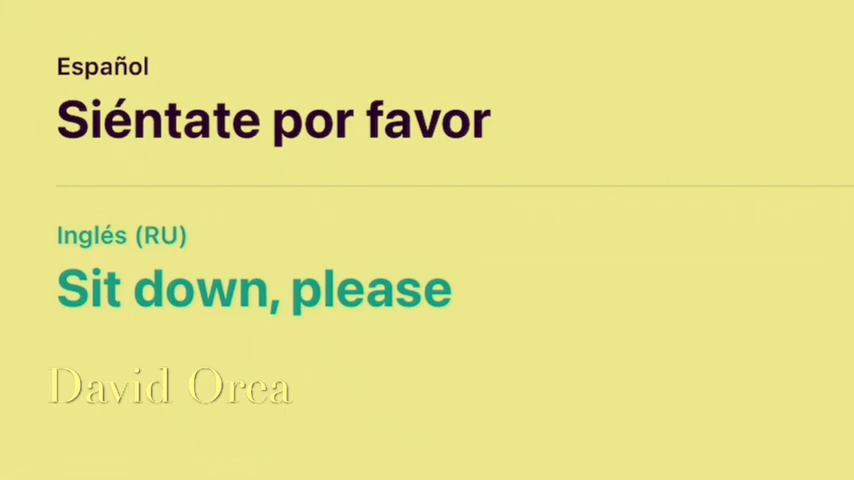 Español
Siéntate por favor
Inglés (RU)
Sit down, please
David Orea